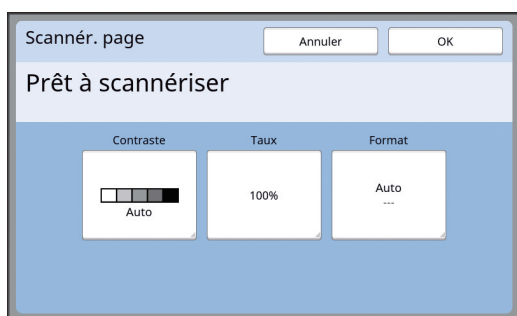 Scannér. page
Annuler
OK
Prêt à scannériser
Contraste
Taux
Format
Auto
100%
Auto
---